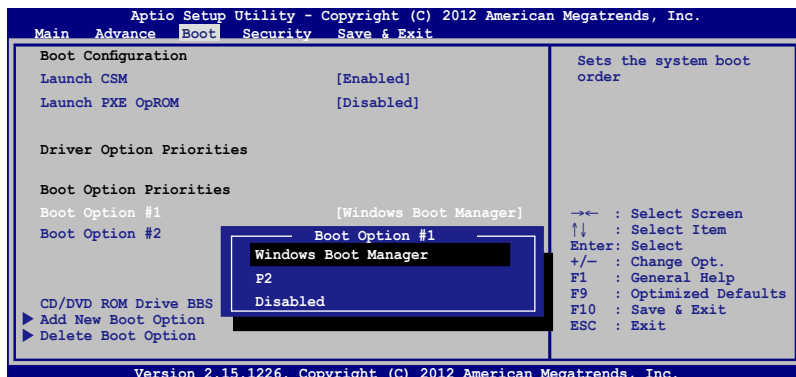 Aptio Setup Utility - Copyright (C) 2012 American Megatrends, Inc.
Main Advance Boot Security Save & Exit
Boot Configuration
Launch CSM [Enabled]
Launch PXE OpROM [Disabled]
Driver Option Priorities
Boot Option Priorities
Boot Option #1 [Windows Boot Manager]
Boot Option #2
Boot Option #1
Windows Boot Manager
P2
Disabled
CD/DVD ROM Drive BBS
Add New Boot Option
Delete Boot Option
Sets the system boot
order
→← : Select Screen
↑↓ : Select Item
Enter: Select
+/— : Change Opt.
F1 : General Help
F9 : Optimized Defaults
F10 : Save & Exit
ESC : Exit
Version 2.15.1226. Copyright (C) 2012 American Megatrends, Inc.